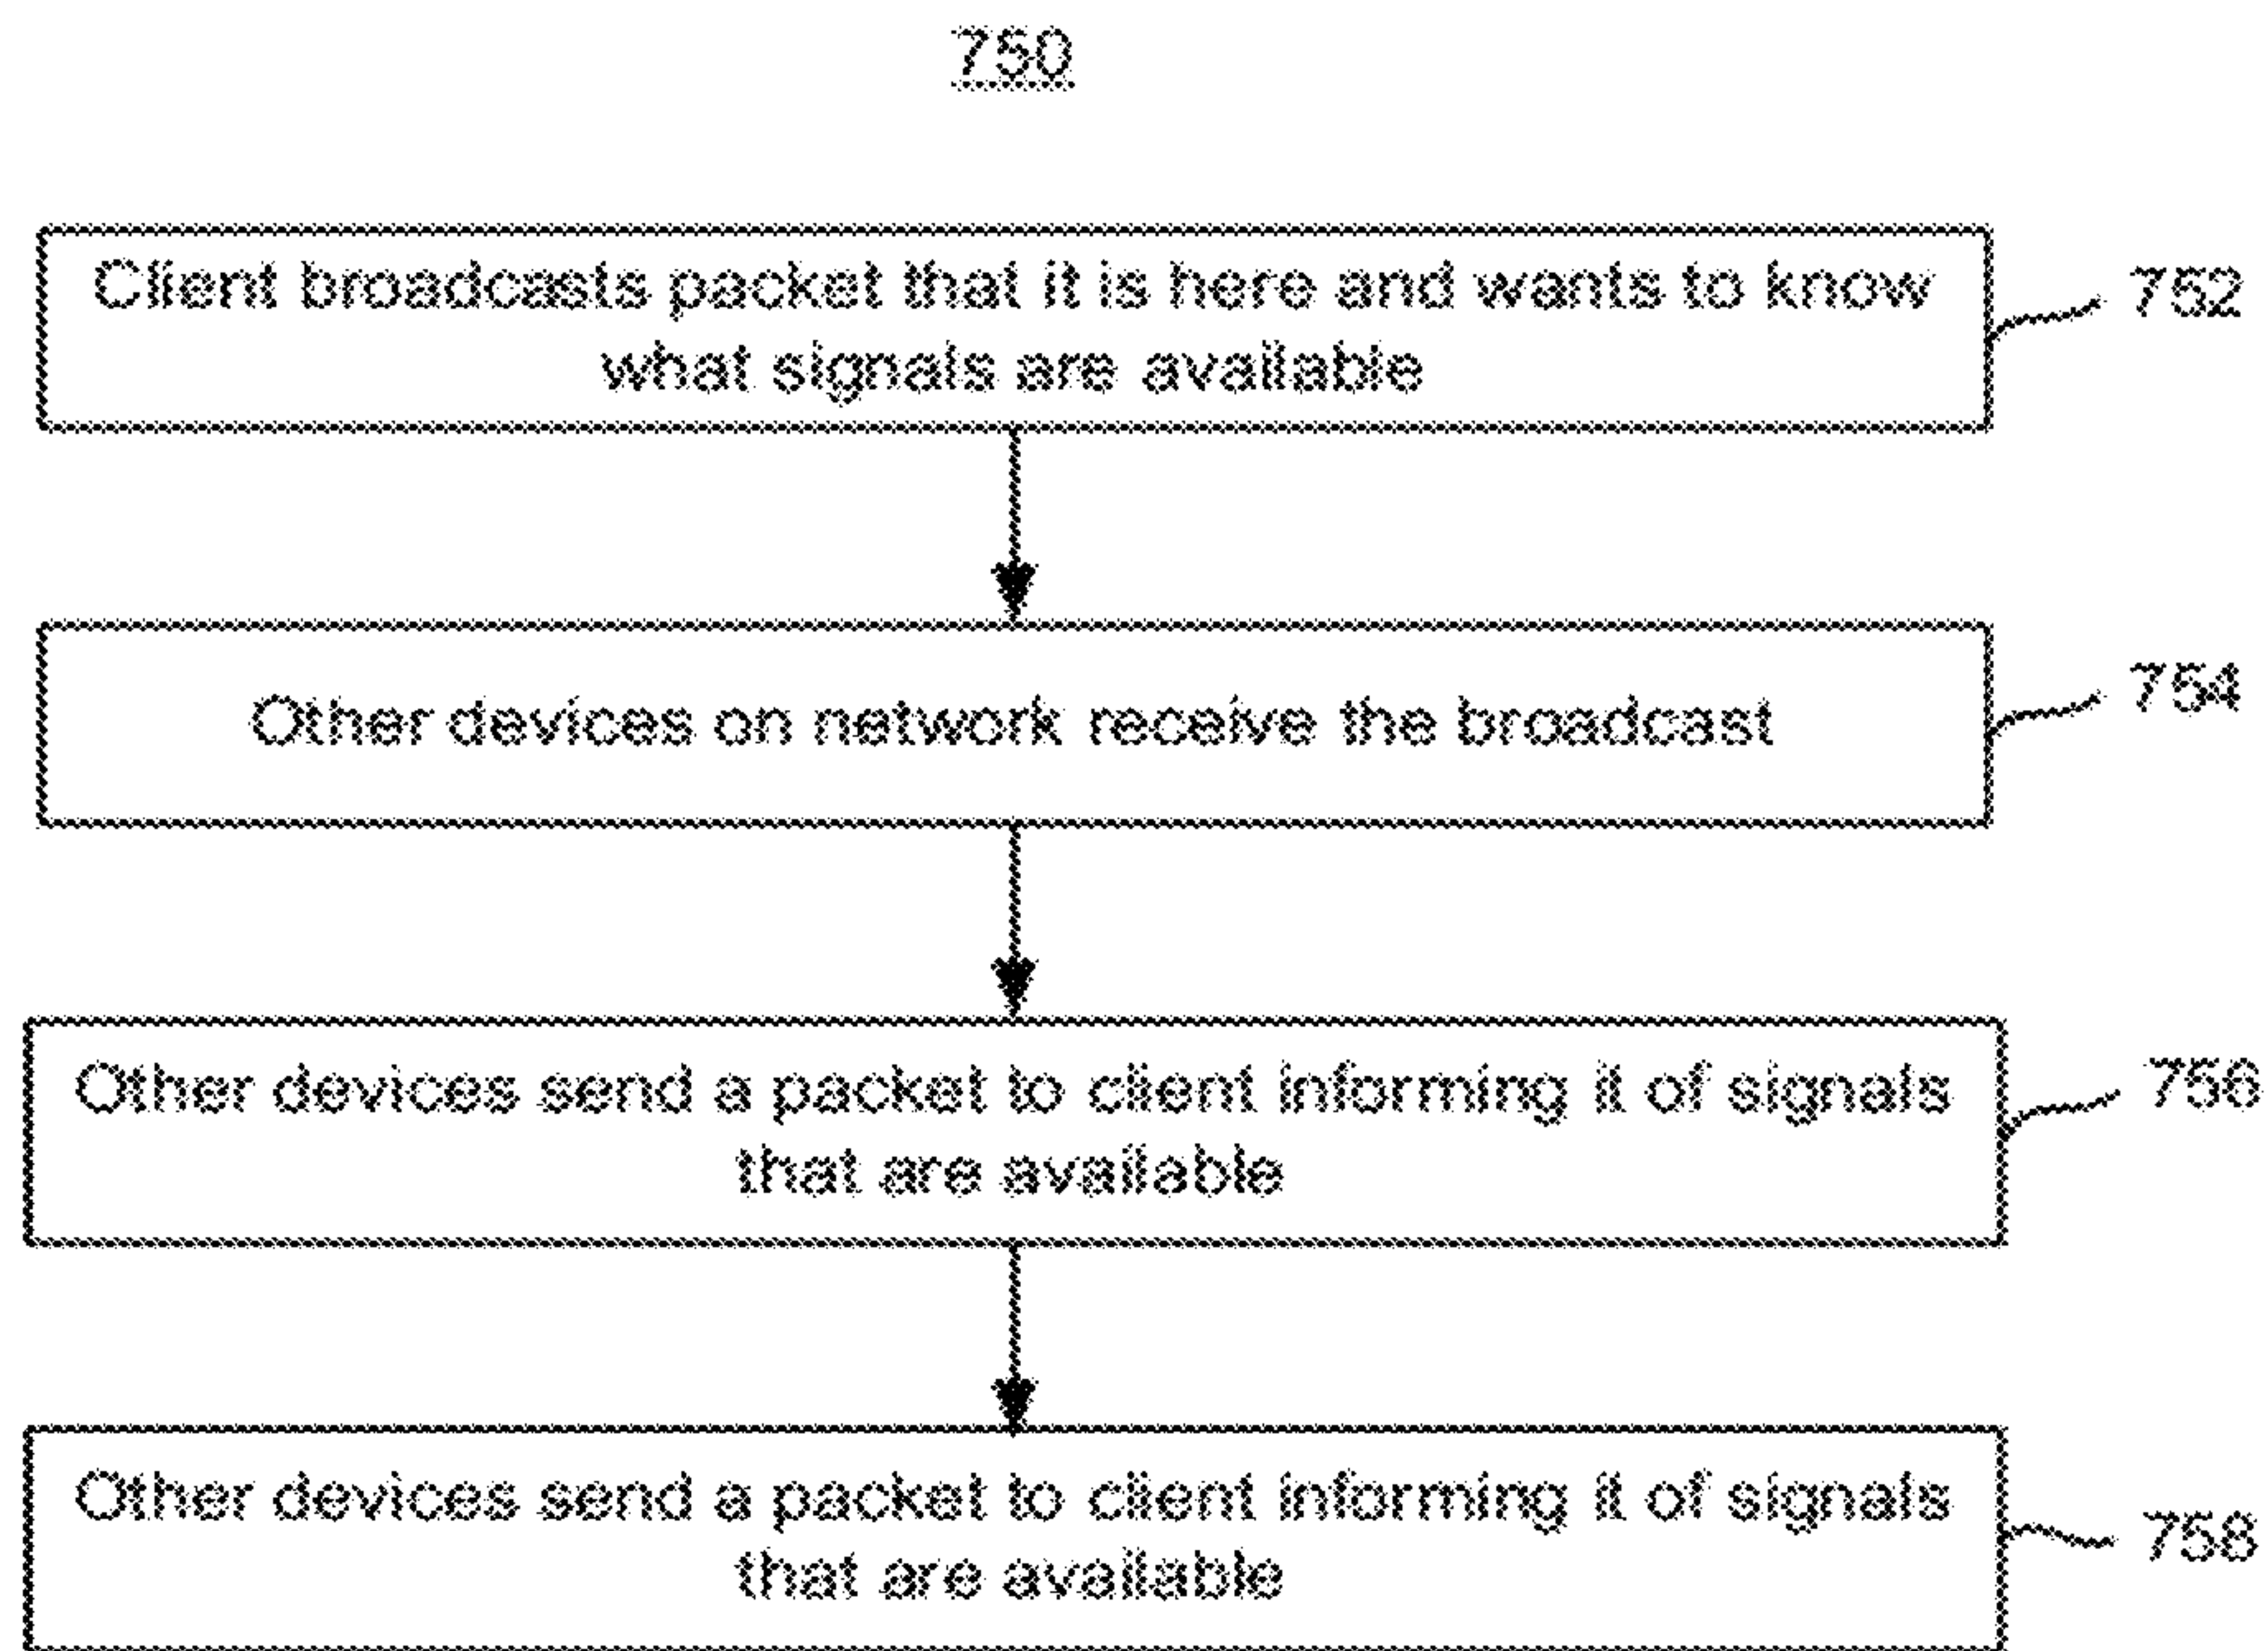 750
Client broadcasts packet that it is here and wants to know
what signals are available
752
Other devices on network receive the broadcast
754
Other devices send a packet to client informing it of signals
that are available
756
Other devices send a packet to client informing it of signals
that are available
758